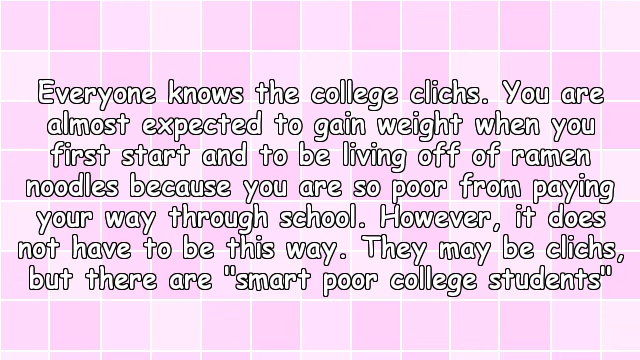 Everyone knows the college clichs. You are
almost expected to gain weight when you
first start and to be living off of ramen
noodles because you are so poor from paying
your way through school. However, it does
not have to be this way. They may be clichs,
but there are "smart poor college students"